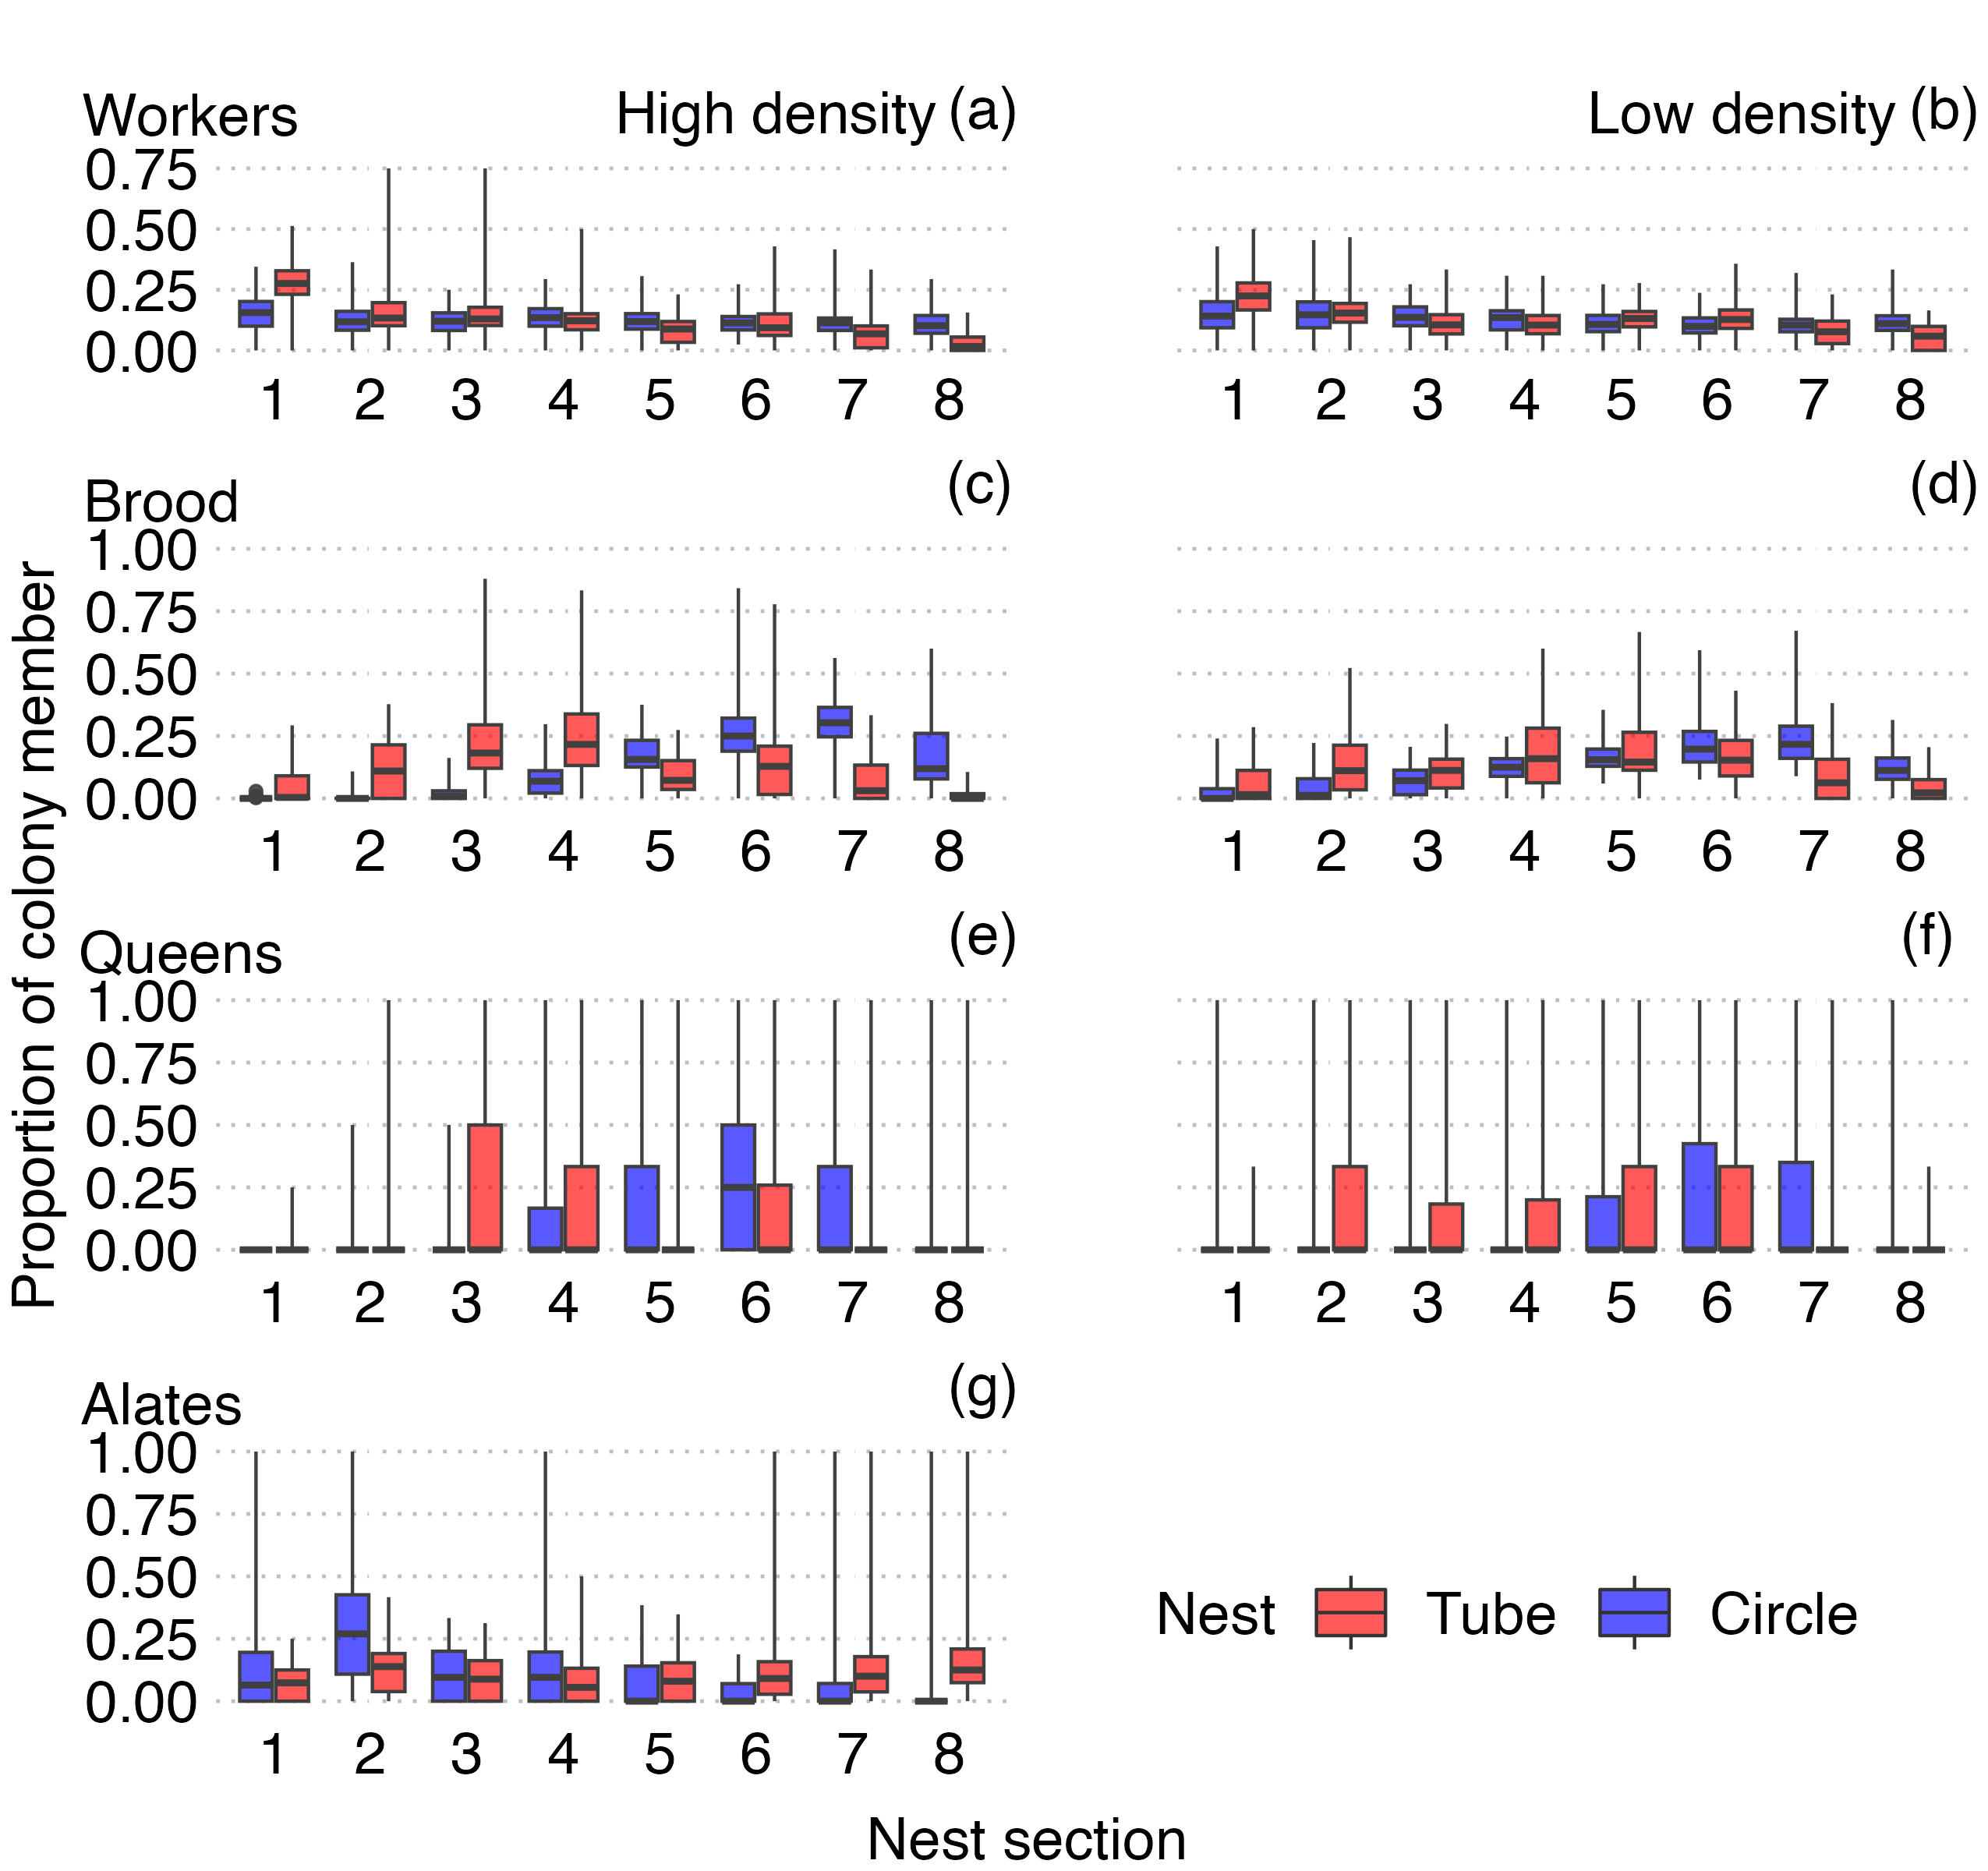 Workers High density (a) Low density (b)
0.75
0.50
0.25
0.00
1 2 3 4 5 6 7 8 1 2 3 4 5 6 7 8
Brood (c) (d)
1.00
0.75
0.50
0.25
0.00
1 2 3 4 5 6 7 8 1 2 3 4 5 6 7 8
Proportion of colony member
Queens (e) (f)
1.00
0.75
0.50
0.25
0.00
1 2 3 4 5 6 7 8 1 2 3 4 5 6 7 8
Alates (g)
1.00
0.75
0.50
0.25
0.00
1 2 3 4 5 6 7 8
Nest Tube Circle
Nest section